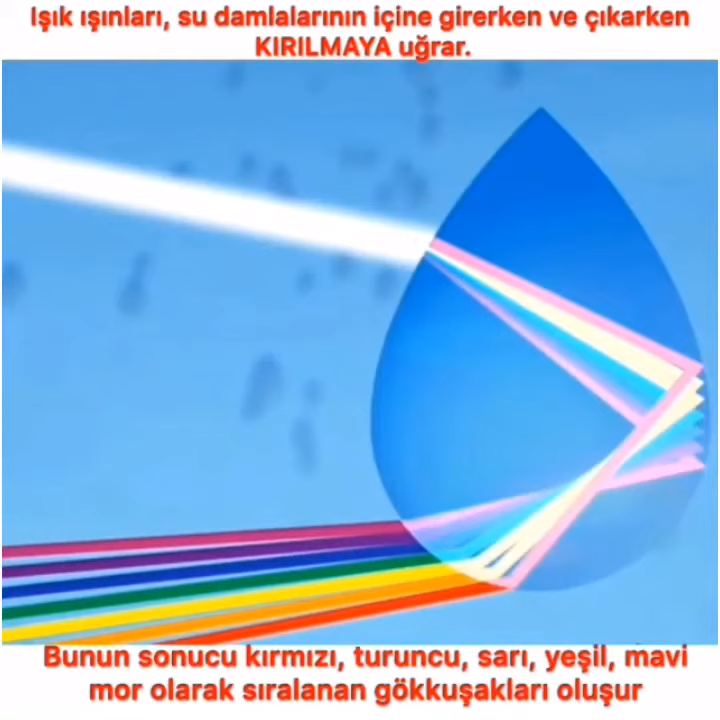 Işık ışınları, su damlalarının içine girerken ve çıkarken
KIRILMAYA uğrar.
Bunun sonucu kırmızı, turuncu, sarı, yeşil, mavi
mor olarak sıralanan gökkuşakları oluşur